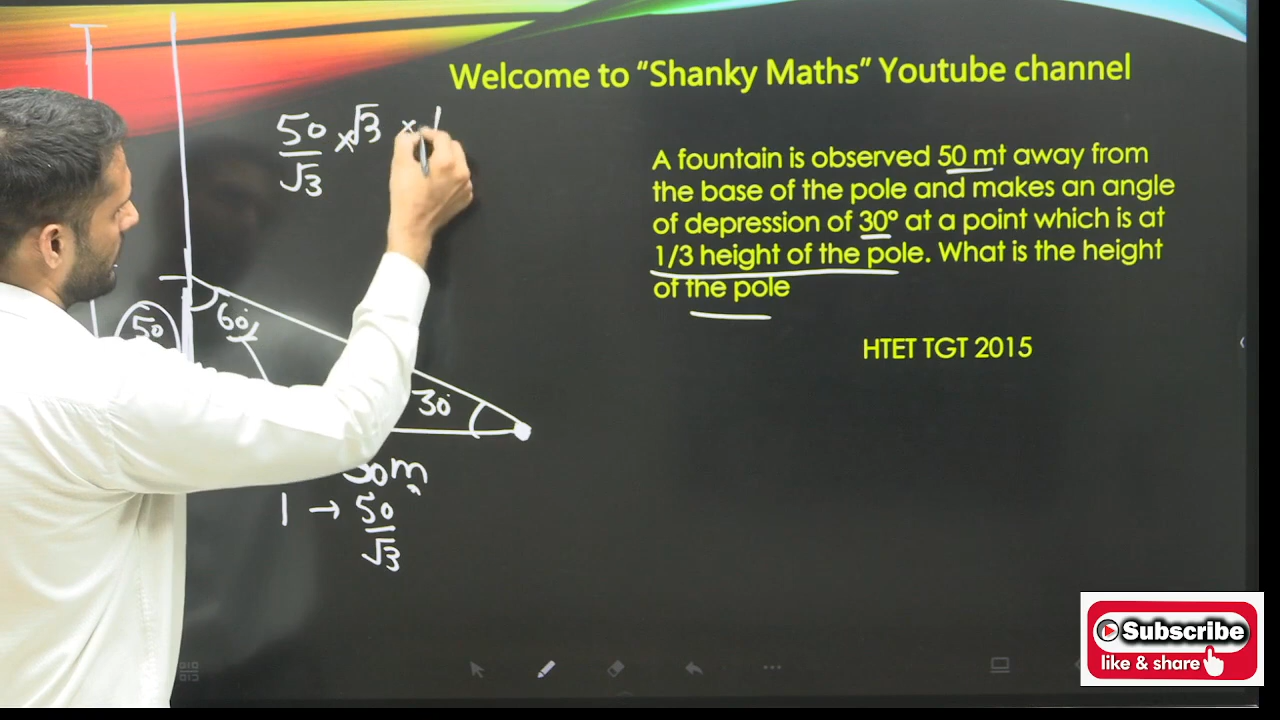 Welcome to “Shanky Maths” Youtube channel
50
√3
×
√3
×
A fountain is observed 50 mt away from
the base of the pole and makes an angle
of depression of 30° at a point which is at
1/3 height of the pole. What is the height
of the pole
HTET TGT 2015
60°
50
30°
m
1 → 50
√3
Subscribe
like & share